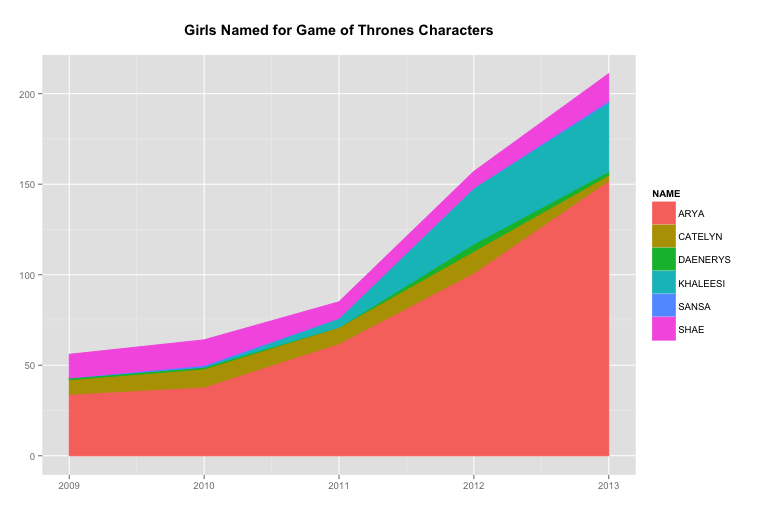 Girls Named for Game of Thrones Characters
200
150
100
50
0
2009 2010 2011 2012 2013
NAME
ARYA
CATELYN
DAENERYS
KHALEESI
SANSA
SHAE